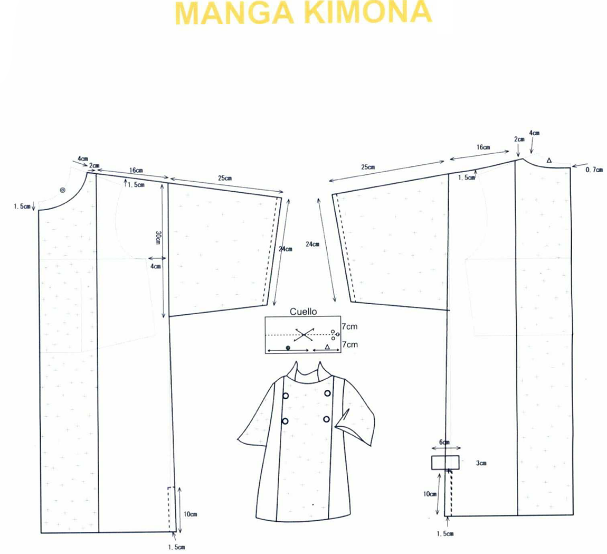 MANGA KIMONA
4cm
2cm
16cm
25cm
1.5cm
1.5cm
30cm
4cm
24cm
10cm
1.5cm
25cm
16cm
2cm
4cm
0.7cm
1.5cm
24cm
Cuello
7cm
7cm
6cm
3cm
10cm
1.5cm